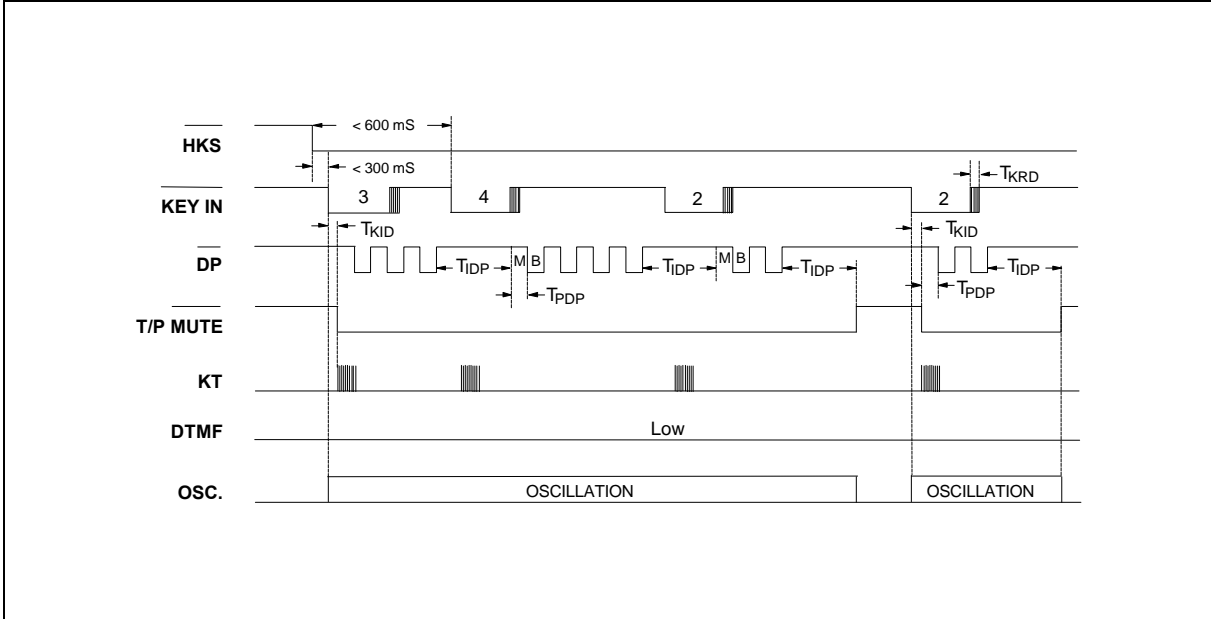 HKS
< 600 mS
< 300 mS
KEY IN
3
4
2
2
TKRD
TKID
TKID
DP
TIDP
M B
TIDP
M B
TIDP
TIDP
TPDP
TPDP
T/P MUTE
KT
DTMF
Low
OSC.
OSCILLATION
OSCILLATION